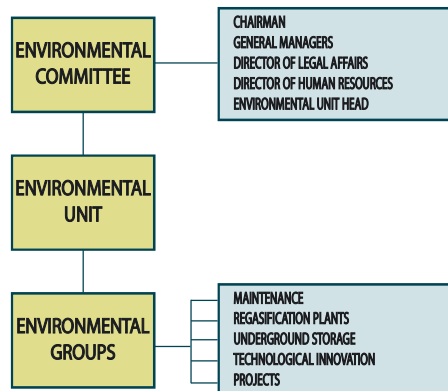 ENVIRONMENTAL
COMMITTEE
CHAIRMAN
GENERAL MANAGERS
DIRECTOR OF LEGAL AFFAIRS
DIRECTOR OF HUMAN RESOURCES
ENVIRONMENTAL UNIT HEAD
ENVIRONMENTAL
UNIT
ENVIRONMENTAL
GROUPS
MAINTENANCE
REGASIFICATION PLANTS
UNDERGROUND STORAGE
TECHNOLOGICAL INNOVATION
PROJECTS